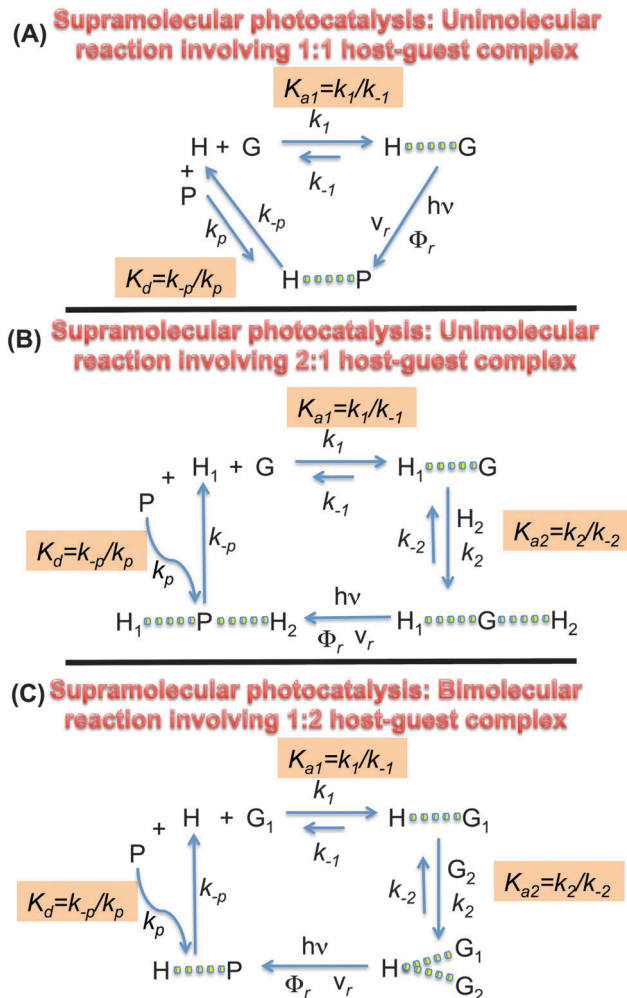 (A) Supramolecular photocatalysis: Unimolecular
reaction involving 1:1 host-guest complex
Ka1=k1/k-1
k1
H + G
H G
k-1
+
P
k-p
kp
hν
vr
Φr
Kd=k-p/kp
H P
(B) Supramolecular photocatalysis: Unimolecular
reaction involving 2:1 host-guest complex
Ka1=k1/k-1
k1
+ H1 + G
H1 G
k-1
P
Kd=k-p/kp
kp
k-p
k-2
H2
k2
Ka2=k2/k-2
H1 P H2
hν
Φr vr
H1 G H2
(C) Supramolecular photocatalysis: Bimolecular
reaction involving 1:2 host-guest complex
Ka1=k1/k-1
k1
+ H + G1
H G1
k-1
P
Kd=k-p/kp
kp
k-p
k-2
G2
k2
Ka2=k2/k-2
H P
hν
Φr vr
H
G1
G2